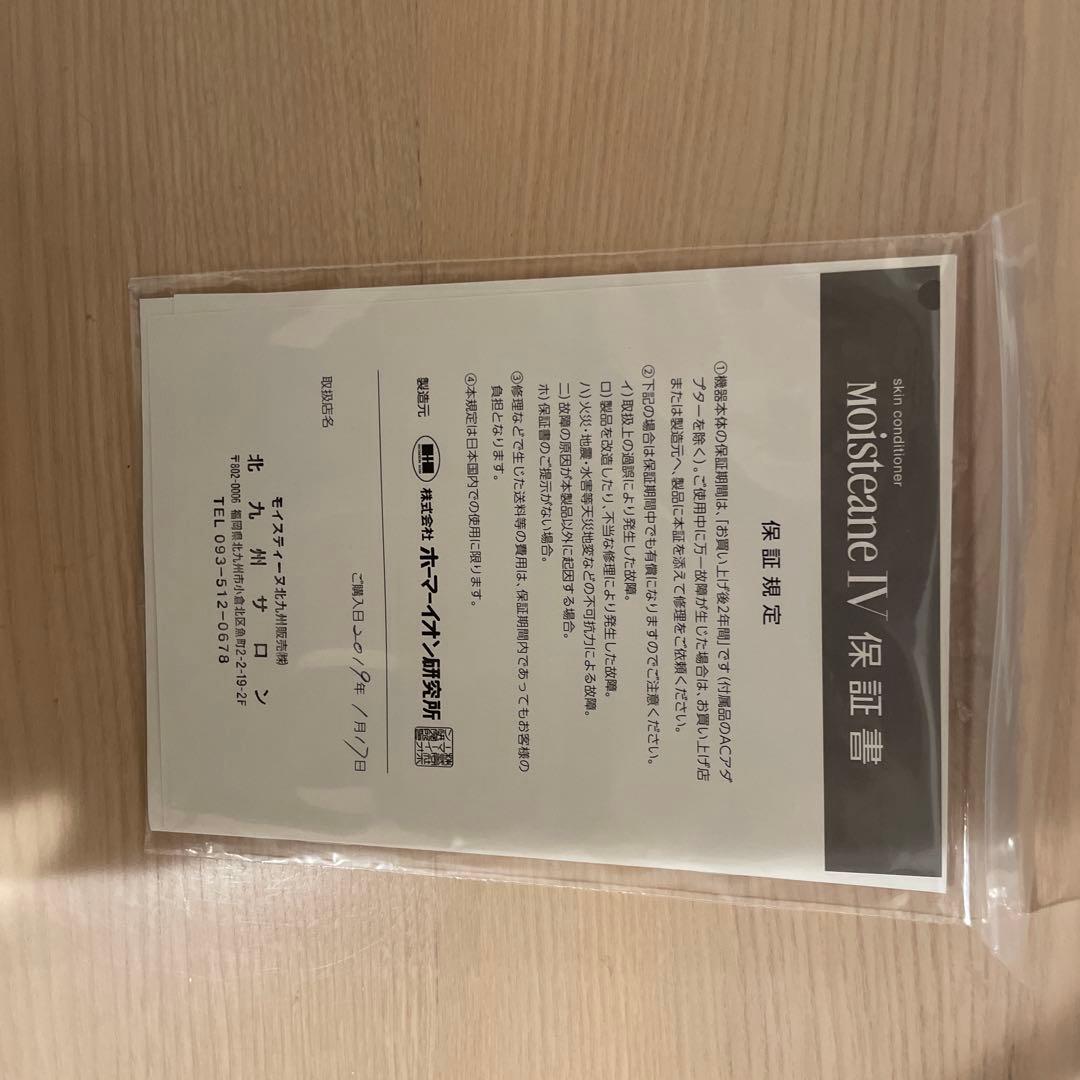 skin conditioner
Moisteane IV 保証書
保証規定
①機器本体の保証期間は、「お買い上げ後2年間」です(付属品のACアダ
プターを除く)。ご使用中に万一故障が生じた場合は、お買い上げ店
または製造元へ、製品に本証を添えて修理をご依頼ください。
②下記の場合は保証期間中でも有償になりますのでご注意ください。
イ)取扱上の過誤により発生した故障。
ロ)製品を改造したり、不当な修理により発生した故障。
ハ)火災・地震・水害等天災地変などの不可抗力による故障。
ニ)故障の原因が本製品以外に起因する場合。
ホ)保証書のご提示がない場合。
③修理などで生じた送料等の費用は、保証期間内であってもお客様の
負担となります。
④本規定は日本国内での使用に限ります。
製造元 株式会社 ホーマーイオン研究所
ご購入日 2019年 1月17日
取扱店名
モイスティーヌ北九州販売㈱
北九州サロン
〒802-0006 福岡県北九州市小倉北区魚町2-2-19-2F
TEL 093-512-0678